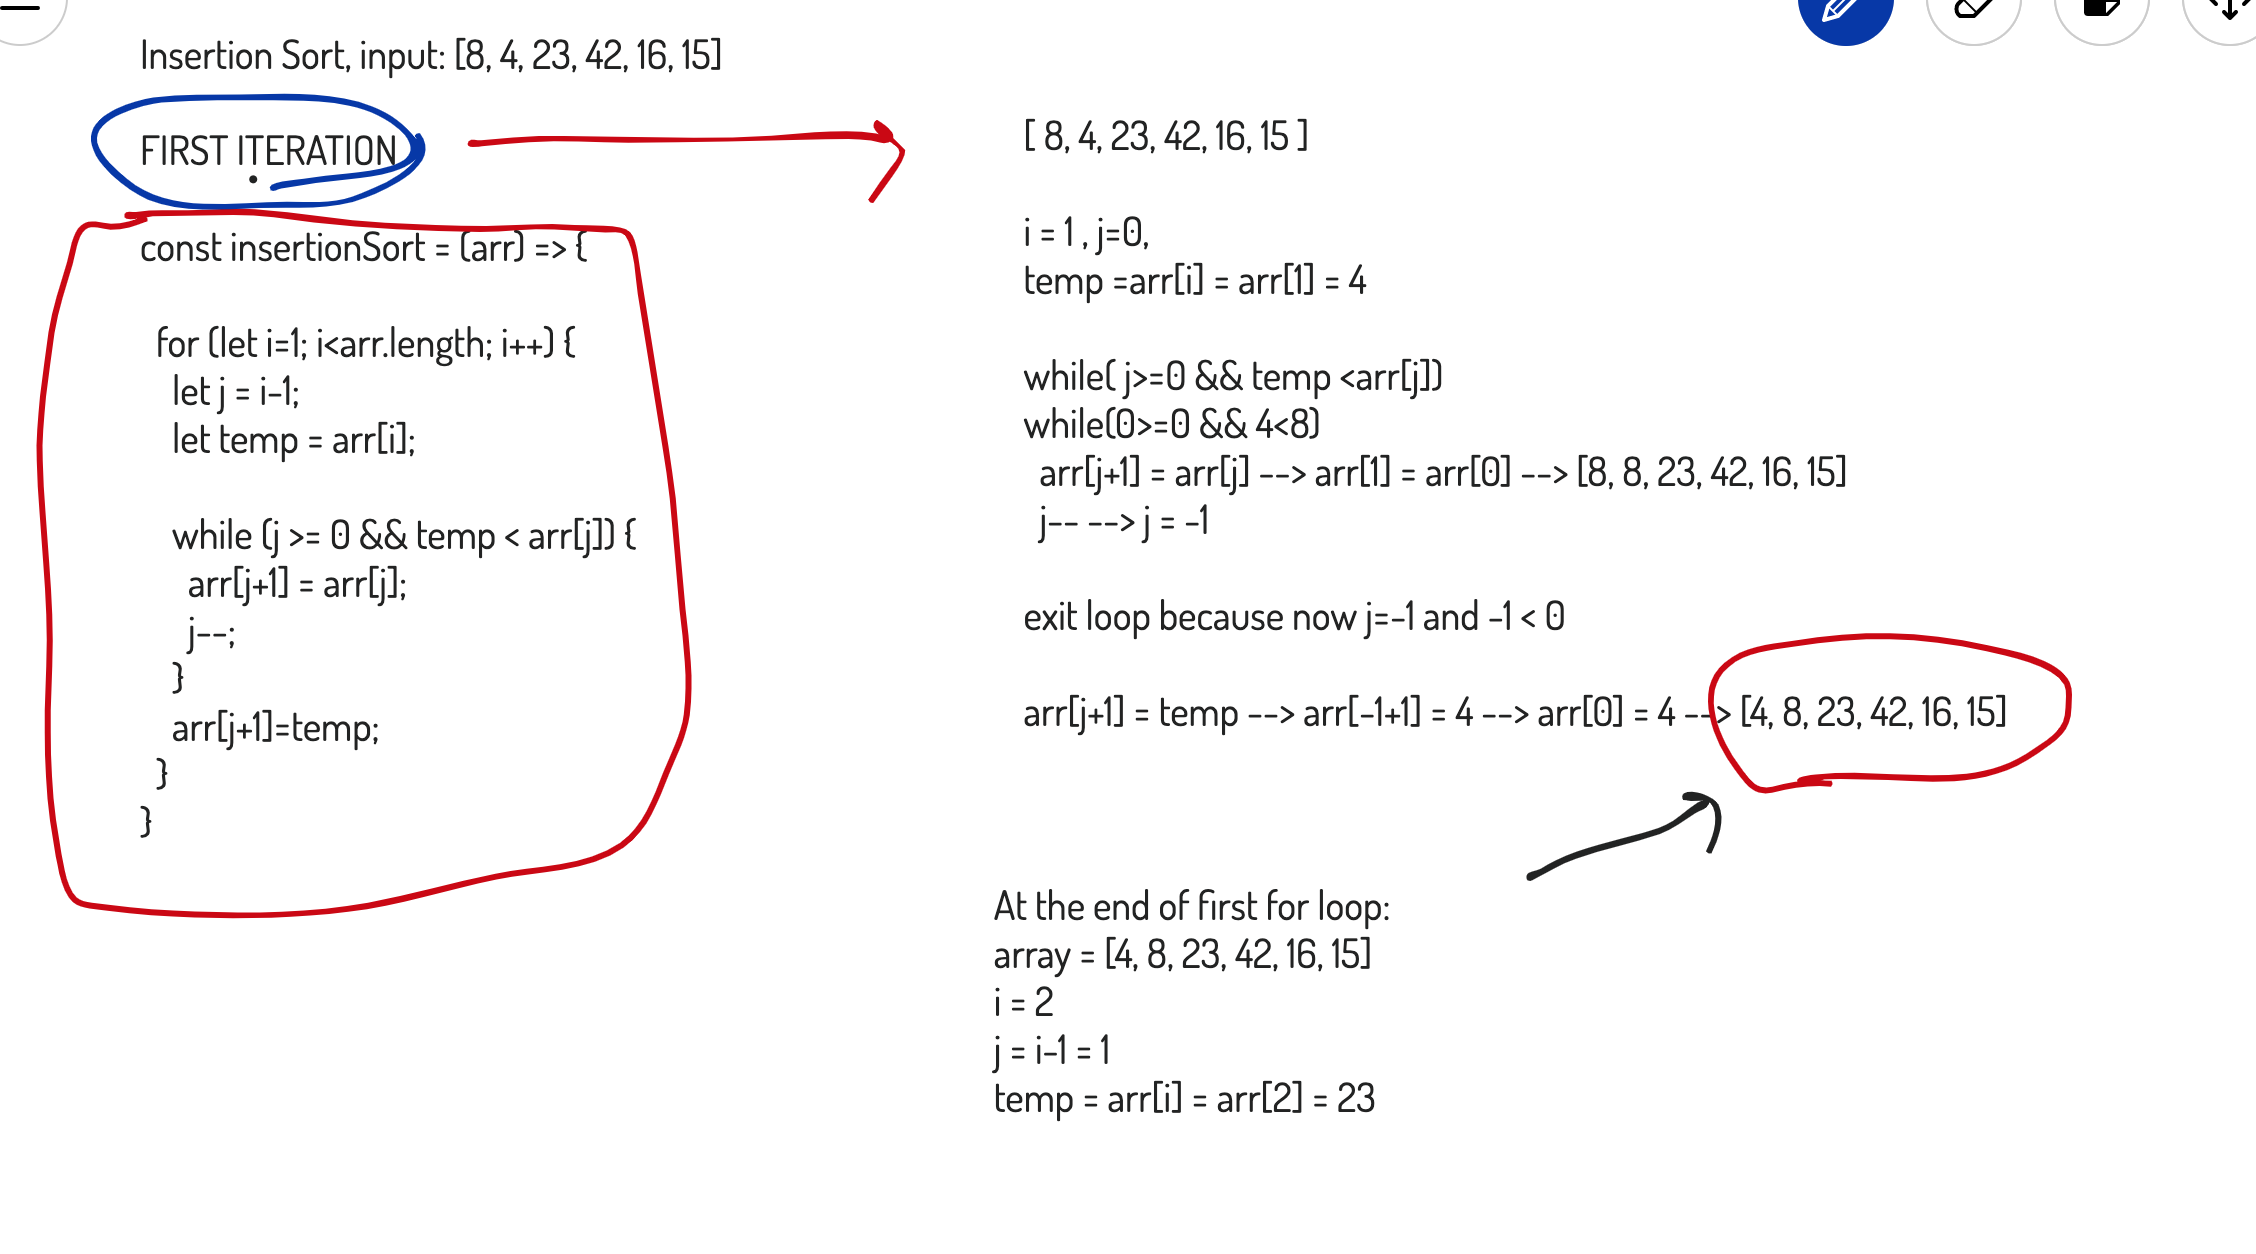 Insertion Sort, input: [8, 4, 23, 42, 16, 15]
FIRST ITERATION
const insertionSort = (arr) => {
for (let i=1; i<arr.length; i++) {
let j = i-1;
let temp = arr[i];
while (j >= 0 && temp < arr[j]) {
arr[j+1] = arr[j];
j--;
}
arr[j+1]=temp;
}
}
[ 8, 4, 23, 42, 16, 15 ]
i = 1 , j=0,
temp =arr[i] = arr[1] = 4
while( j>=0 && temp <arr[j])
while(0>=0 && 4<8)
arr[j+1] = arr[j] --> arr[1] = arr[0] --> [8, 8, 23, 42, 16, 15]
j-- --> j = -1
exit loop because now j=-1 and -1 < 0
arr[j+1] = temp --> arr[-1+1] = 4 --> arr[0] = 4 --> [4, 8, 23, 42, 16, 15]
At the end of first for loop:
array = [4, 8, 23, 42, 16, 15]
i = 2
j = i-1 = 1
temp = arr[i] = arr[2] = 23